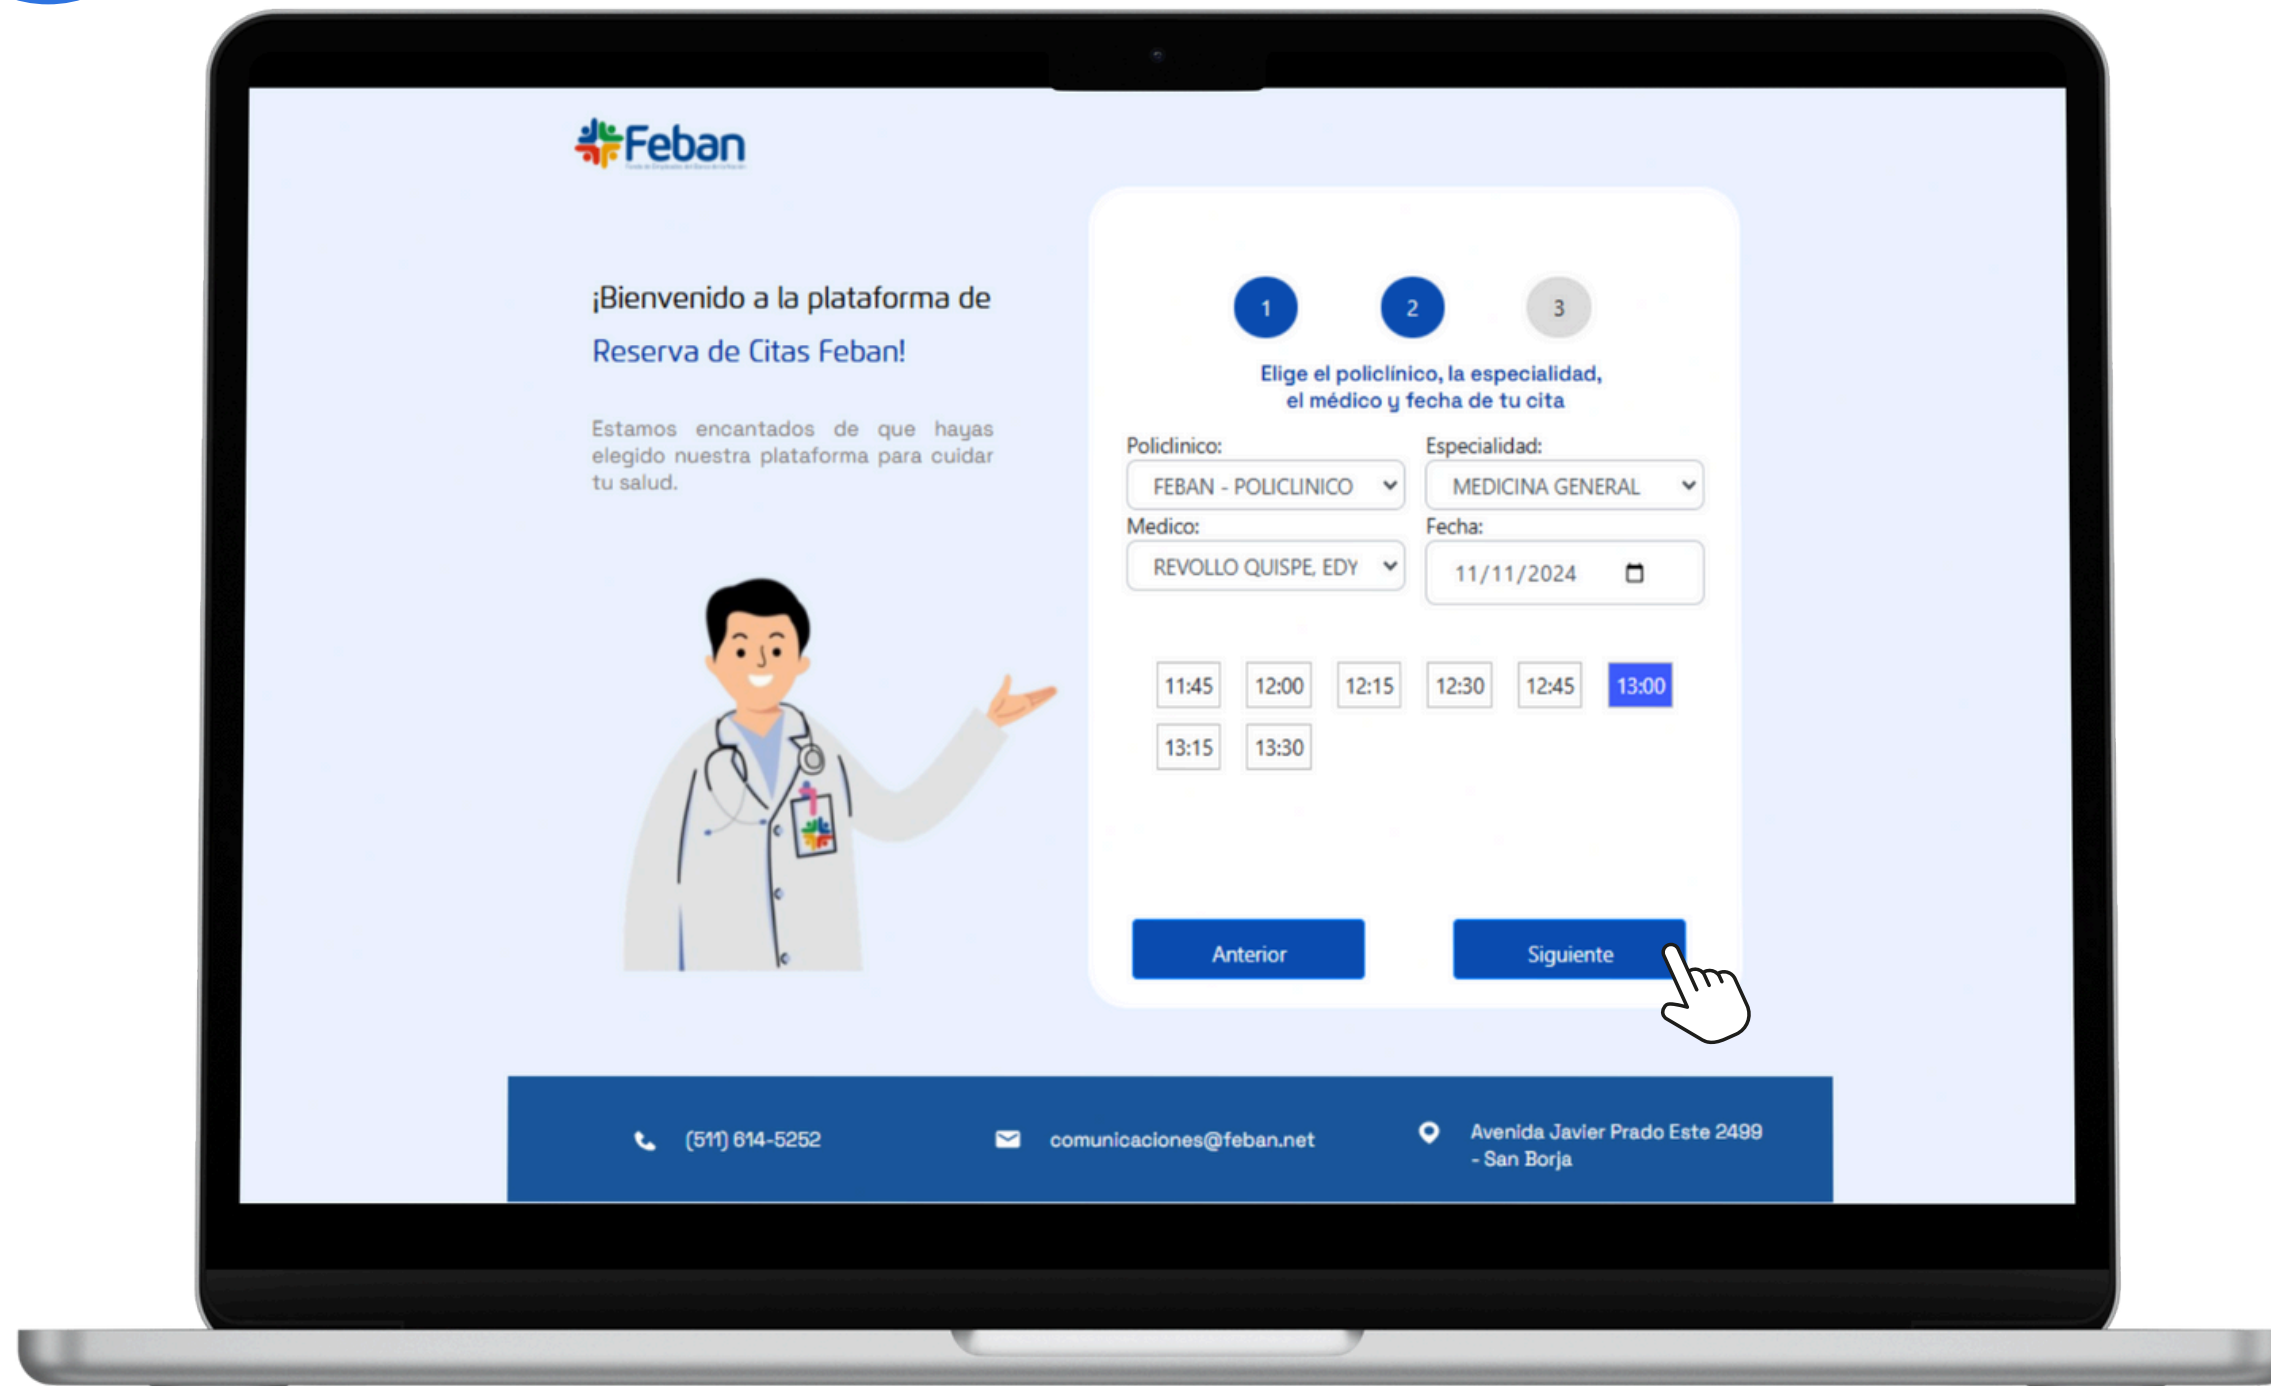 Feban
¡Bienvenido a la plataforma de
Reserva de Citas Feban!
Estamos encantados de que hayas
elegido nuestra plataforma para cuidar
tu salud.
1 2 3
Elige el policlínico, la especialidad,
el médico y fecha de tu cita
Policlinico: Especialidad:
FEBAN - POLICLINICO MEDICINA GENERAL
Medico: Fecha:
REVOLLO QUISPE, EDY 11/11/2024
11:45 12:00 12:15 12:30 12:45 13:00
13:15 13:30
Anterior Siguiente
(511) 614-5252 comunicaciones@feban.net Avenida Javier Prado Este 2499
- San Borja